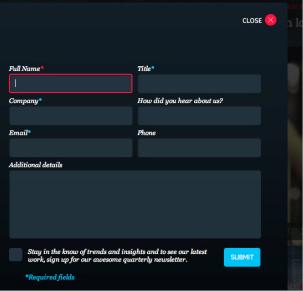 CLOSE
Full Name*
Title*
Company*
How did you hear about us?
Email*
Phone
Additional details
Stay in the know of trends and insights and to see our latest
work, sign up for our awesome quarterly newsletter.
SUBMIT
*Required fields